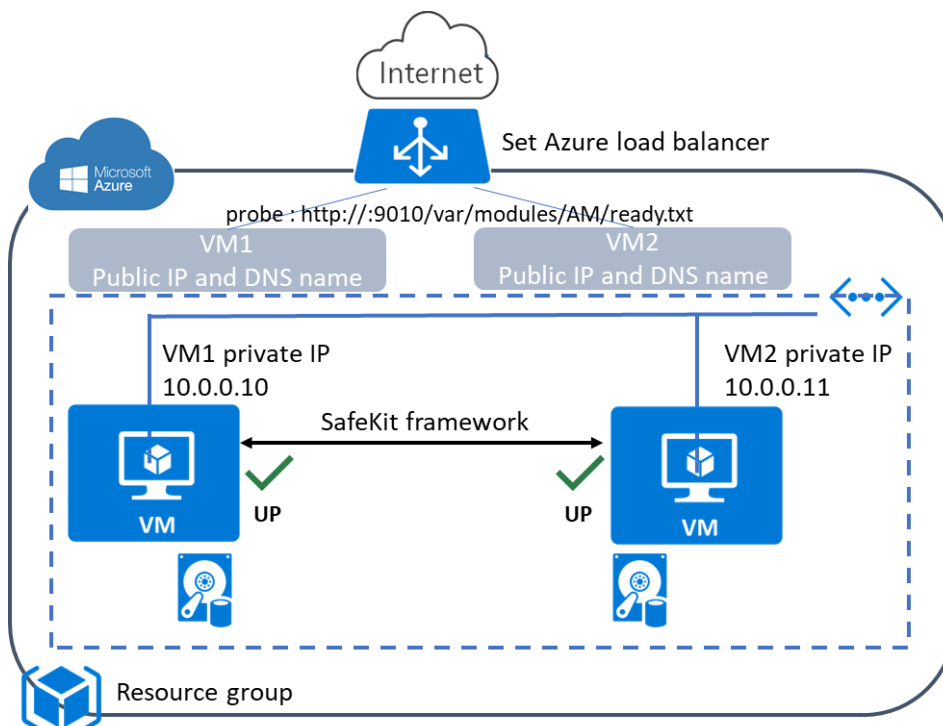 Internet
Set Azure load balancer
Microsoft
Azure
probe : http://:9010/var/modules/AM/ready.txt
VM1
Public IP and DNS name
VM2
Public IP and DNS name
VM1 private IP
10.0.0.10
VM2 private IP
10.0.0.11
SafeKit framework
UP
UP
VM
VM
Resource group